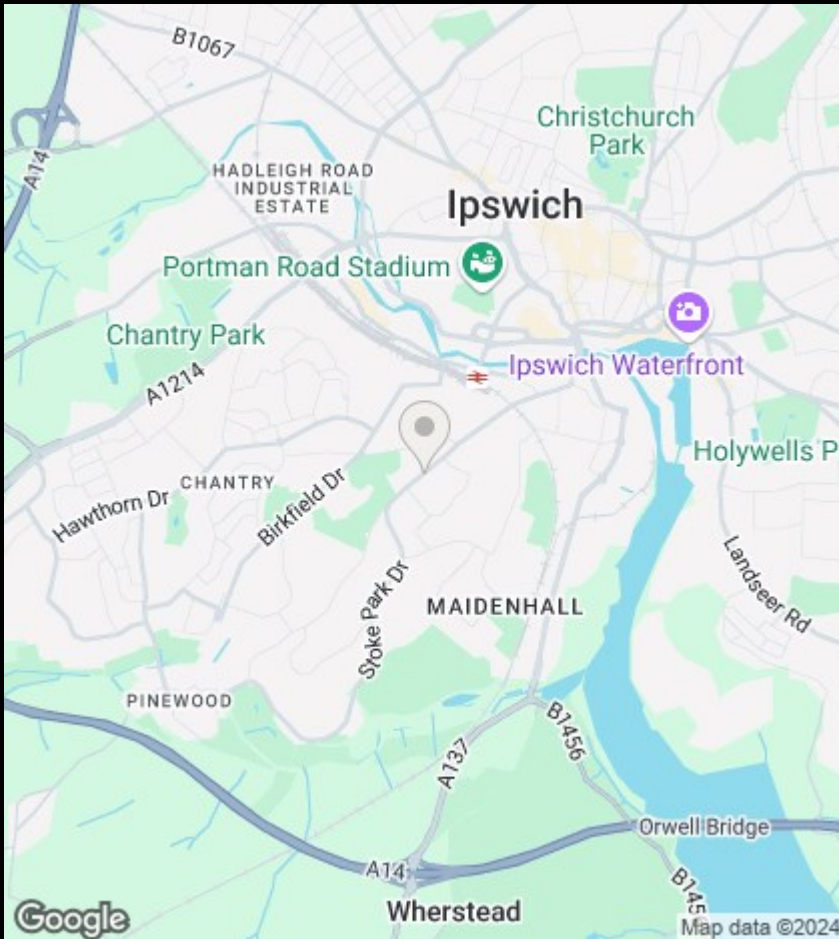 B1067
Christchurch
Park
A14
HADLEIGH ROAD
INDUSTRIAL
ESTATE
Ipswich
Portman Road Stadium
Chantry Park
Ipswich Waterfront
A1214
Holywells P
CHANTRY
Hawthorn Dr
Birkfield Dr
Landseer Rd
Stoke Park Dr
MAIDENHALL
PINEWOOD
B1456
A137
Orwell Bridge
A14
B145
Wherstead
Google
Map data ©2024